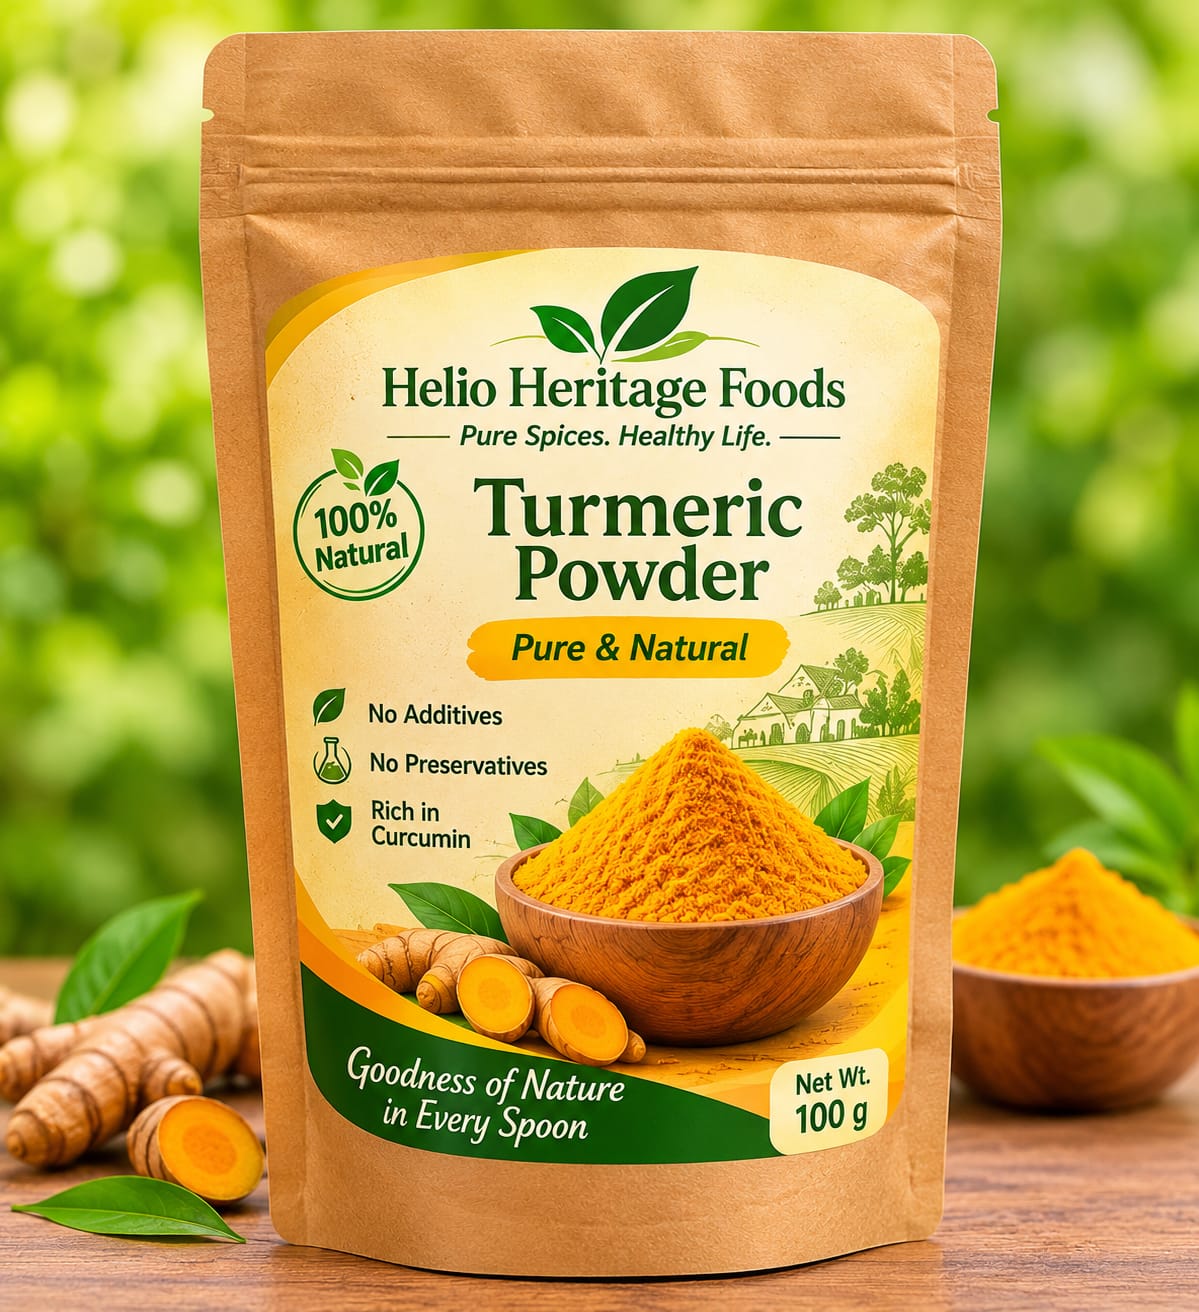 Helio Heritage Foods
Pure Spices. Healthy Life.
100%
Natural
Turmeric
Powder
Pure & Natural
No Additives
No Preservatives
Rich in
Curcumin
Goodness of Nature
in Every Spoon
Net Wt.
100 g